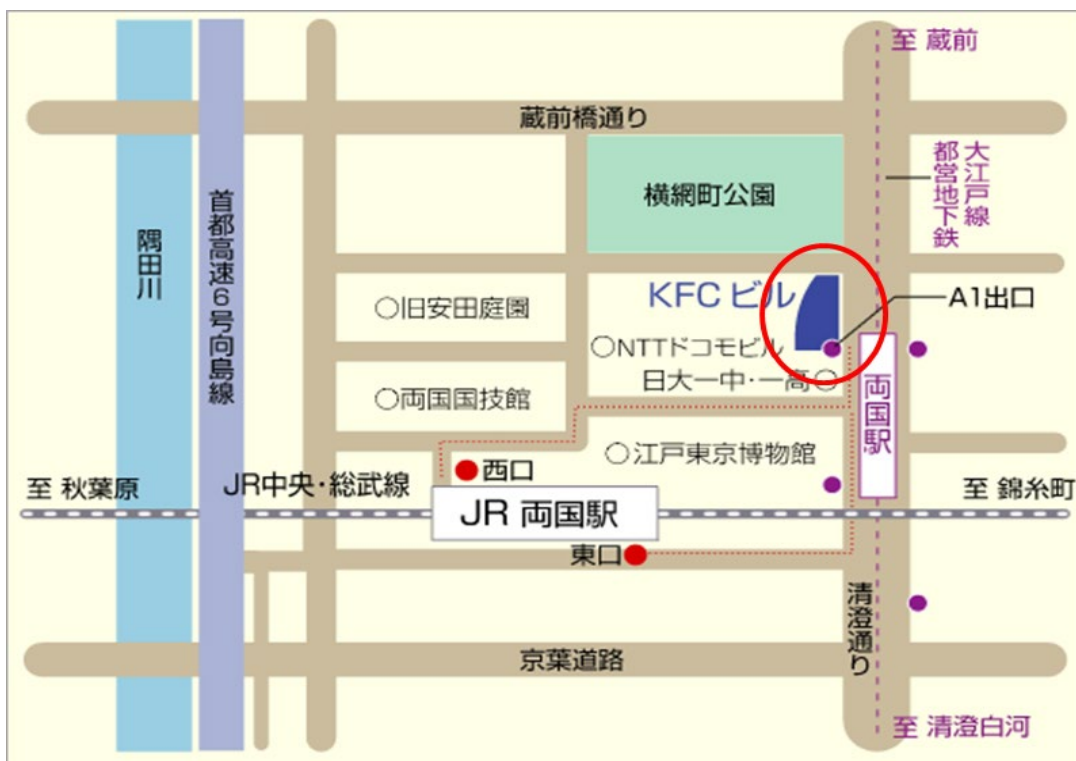 至 蔵前
蔵前橋通り
大江戸線
都営地下鉄
横網町公園
隅田川
首都高速6号向島線
KFC ビル
A1出口
○旧安田庭園
○NTTドコモビル
日大一中・一高○
○両国国技館
両国駅
○江戸東京博物館
西口
至 秋葉原
JR中央・総武線
至 錦糸町
JR 両国駅
東口
清澄通り
京葉道路
至 清澄白河